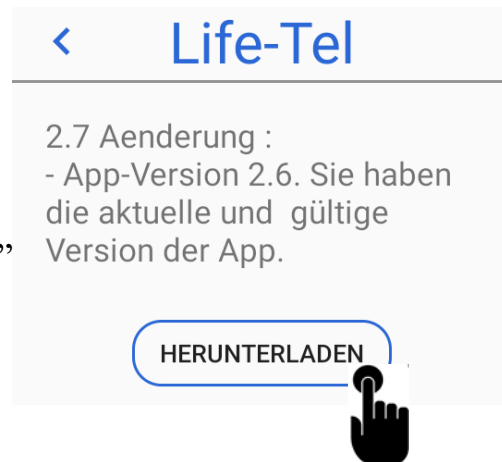 Life-Tel
2.7 Aenderung :
- App-Version 2.6. Sie haben
die aktuelle und  gültige
Version der App.
”
HERUNTERLADEN